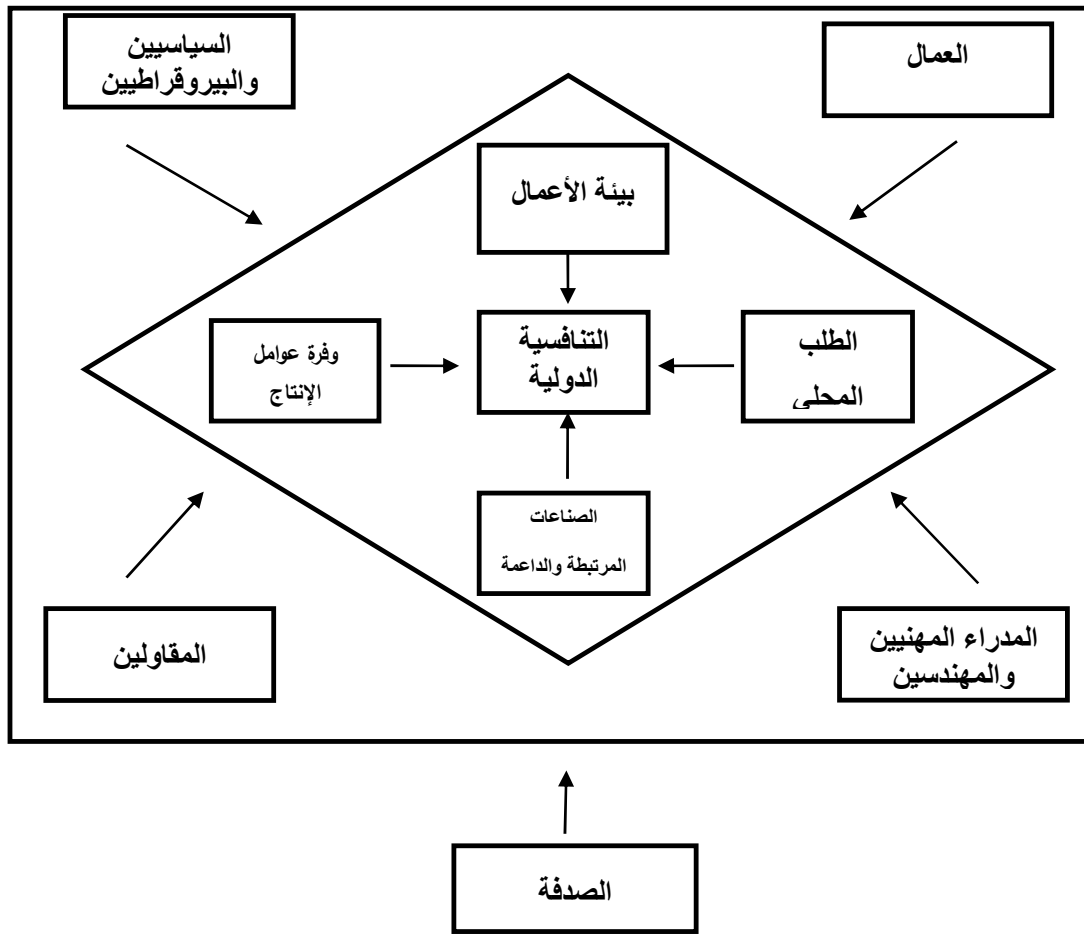 العمال
السياسيين
والبيروقراطيين
بيئة الأعمال
الطلب
المحلي
التنافسية
الدولية
وفرة عوامل
الإنتاج
الصناعات
المرتبطة والداعمة
المدراء المهنيين
والمهندسين
المقاولين
الصدفة